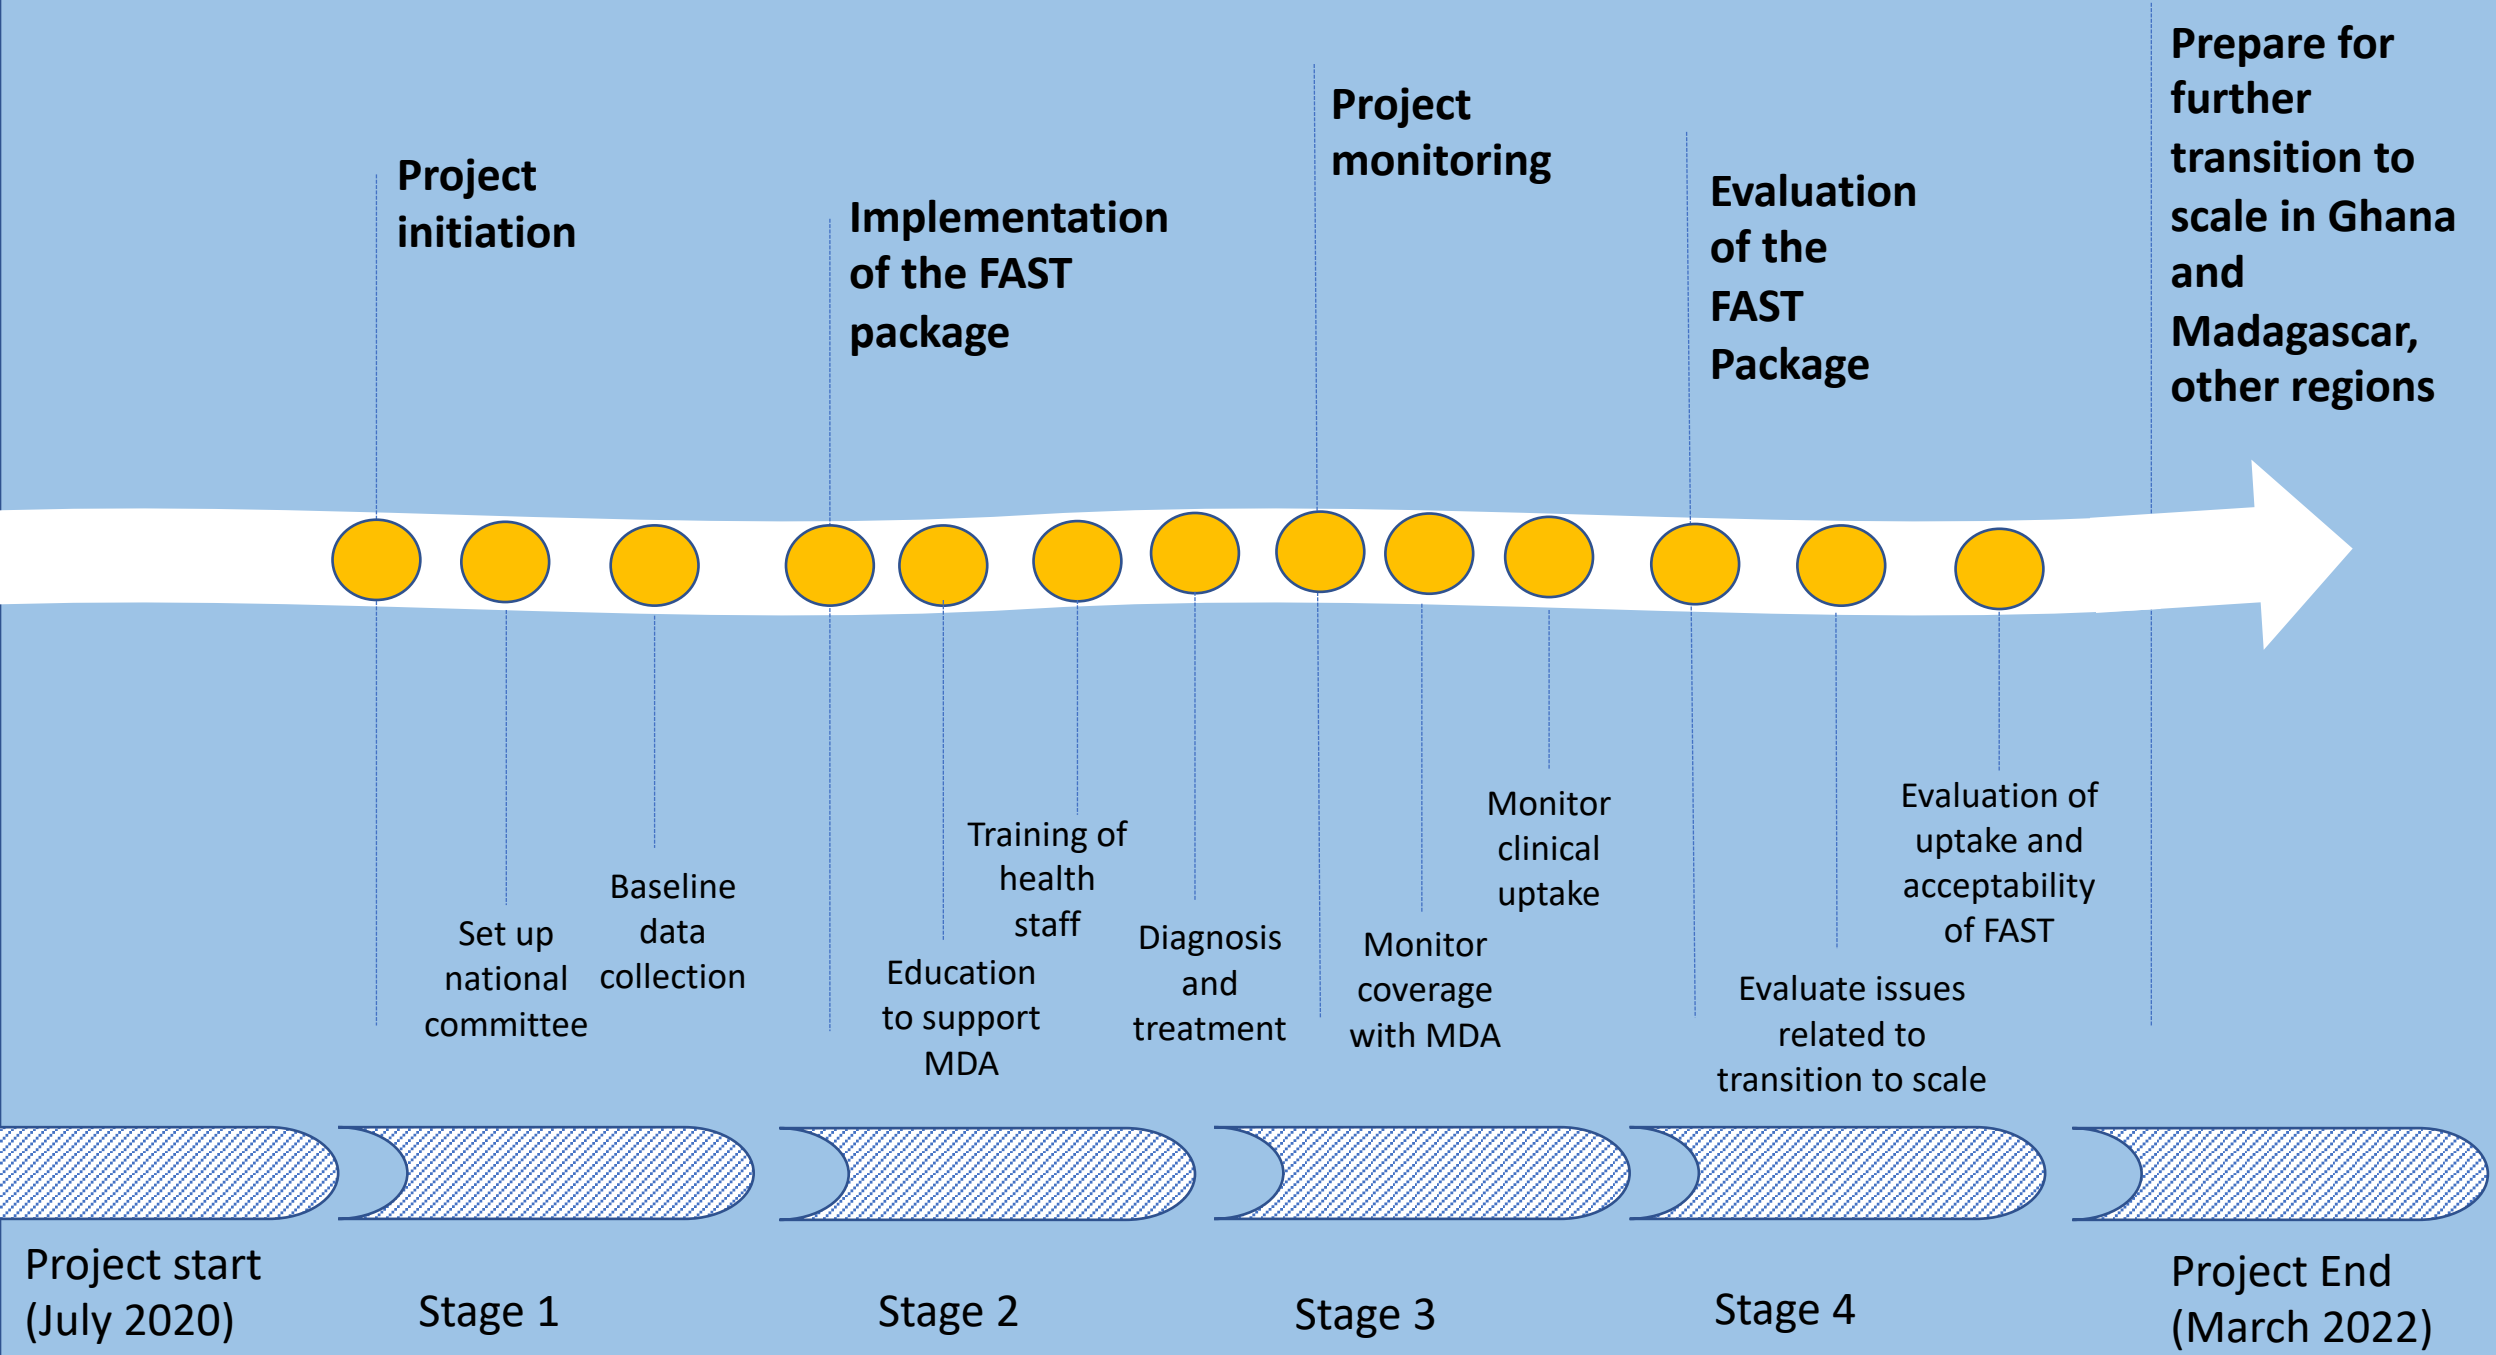 Project
initiation
Implementation
of the FAST
package
Project
monitoring
Evaluation
of the
FAST
Package
Prepare for
further
transition to
scale in Ghana
and
Madagascar,
other regions
Set up
national
committee
Baseline
data
collection
Education
to support
MDA
Training of
health
staff
Diagnosis
and
treatment
Monitor
coverage
with MDA
Monitor
clinical
uptake
Evaluate issues
related to
transition to scale
Evaluation of
uptake and
acceptability
of FAST
Project start
(July 2020)
Stage 1
Stage 2
Stage 3
Stage 4
Project End
(March 2022)